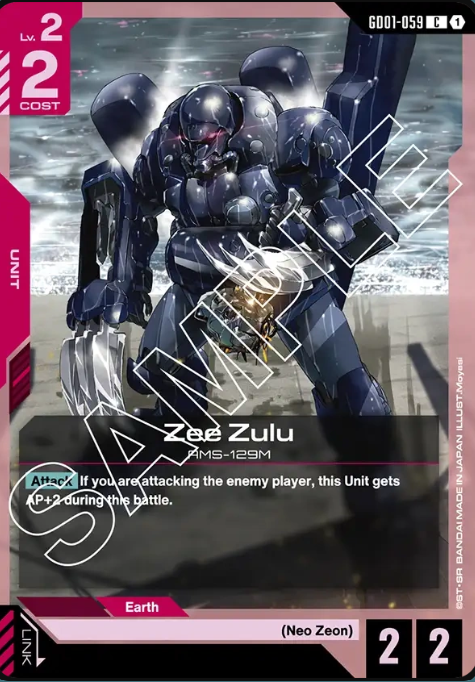 Lv. 2
GD01-059 C 1
2
COST
UNIT
SAMPLE
Zee Zulu
AMS-129M
Attack If you are attacking the enemy player, this Unit gets
AP+2 during this battle.
Earth
(Neo Zeon)
LINK
2 2
©ST·SR BANDAI MADE IN JAPAN ILLUST.Moyasi